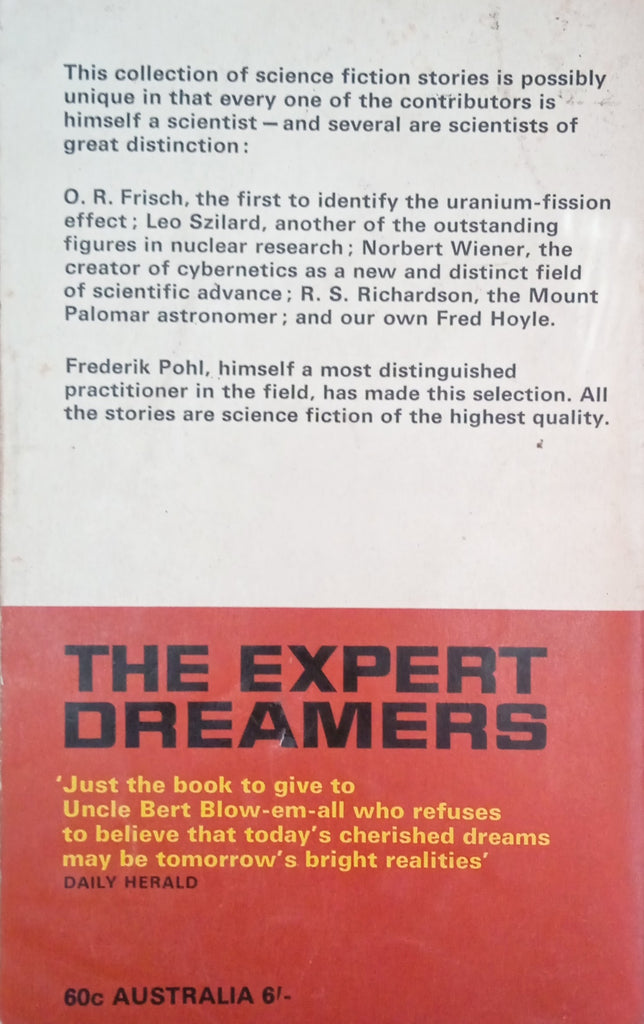 This collection of science fiction stories is possibly
unique in that every one of the contributors is
himself a scientist — and several are scientists of
great distinction:
O. R. Frisch, the first to identify the uranium-fission
effect; Leo Szilard, another of the outstanding
figures in nuclear research; Norbert Wiener, the
creator of cybernetics as a new and distinct field
of scientific advance; R. S. Richardson, the Mount
Palomar astronomer; and our own Fred Hoyle.
Frederik Pohl, himself a most distinguished
practitioner in the field, has made this selection. All
the stories are science fiction of the highest quality.
THE EXPERT
DREAMERS
‘Just the book to give to
Uncle Bert Blow-em-all who refuses
to believe that today’s cherished dreams
may be tomorrow’s bright realities’
DAILY HERALD
60c AUSTRALIA 6/-